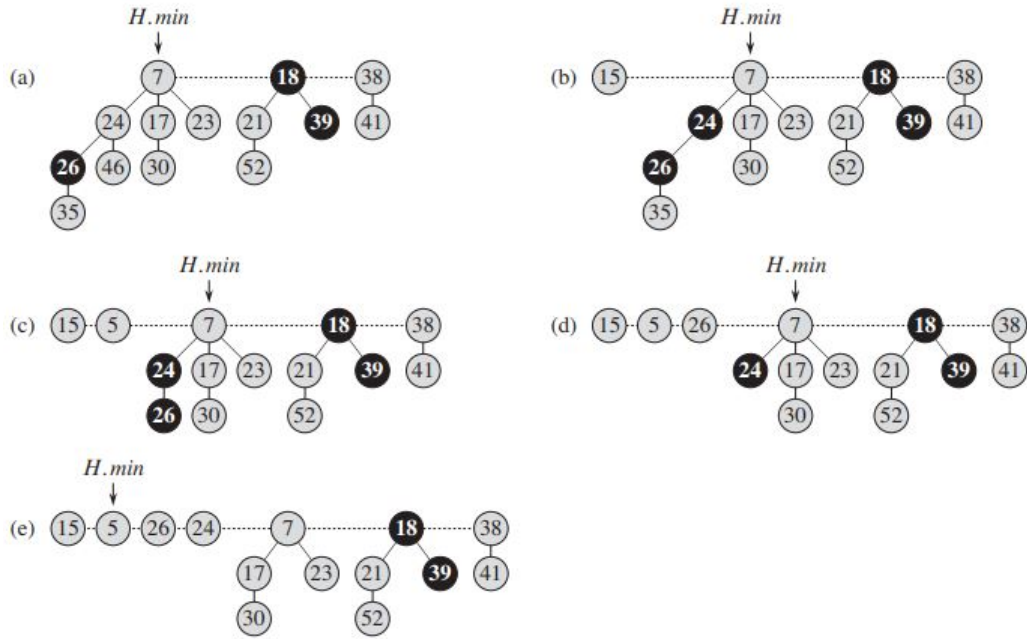 H.min H.min
(a) 7 18 38 (b) 15 7 18 38
24 17 23 21 39 41 24 17 23 21 39 41
26 46 30 52 26 30 52
35 35
H.min H.min
(c) 15 5 7 18 38 (d) 15 5 26 7 18 38
24 17 23 21 39 41 24 17 23 21 39 41
26 30 52 30 52
H.min
(e) 15 5 26 24 7 18 38
17 23 21 39 41
30 52